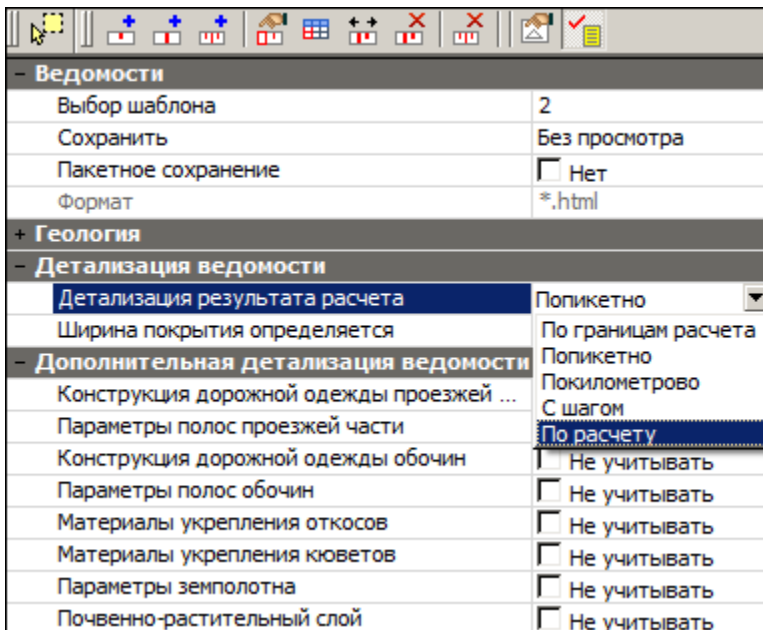 - Ведомости
Выбор шаблона 2
Сохранить Без просмотра
Пакетное сохранение Нет
Формат *.html
+ Геология
- Детализация ведомости
Детализация результата расчета Попикетно
Ширина покрытия определяется По границам расчета
Попикетно
- Дополнительная детализация ведомости
Покилометрово
Конструкция дорожной одежды проезжей ...
С шагом
Параметры полос проезжей части По расчету
Конструкция дорожной одежды обочин Не учитывать
Параметры полос обочин Не учитывать
Материалы укрепления откосов Не учитывать
Материалы укрепления кюветов Не учитывать
Параметры земполотна Не учитывать
Почвенно-растительный слой Не учитывать